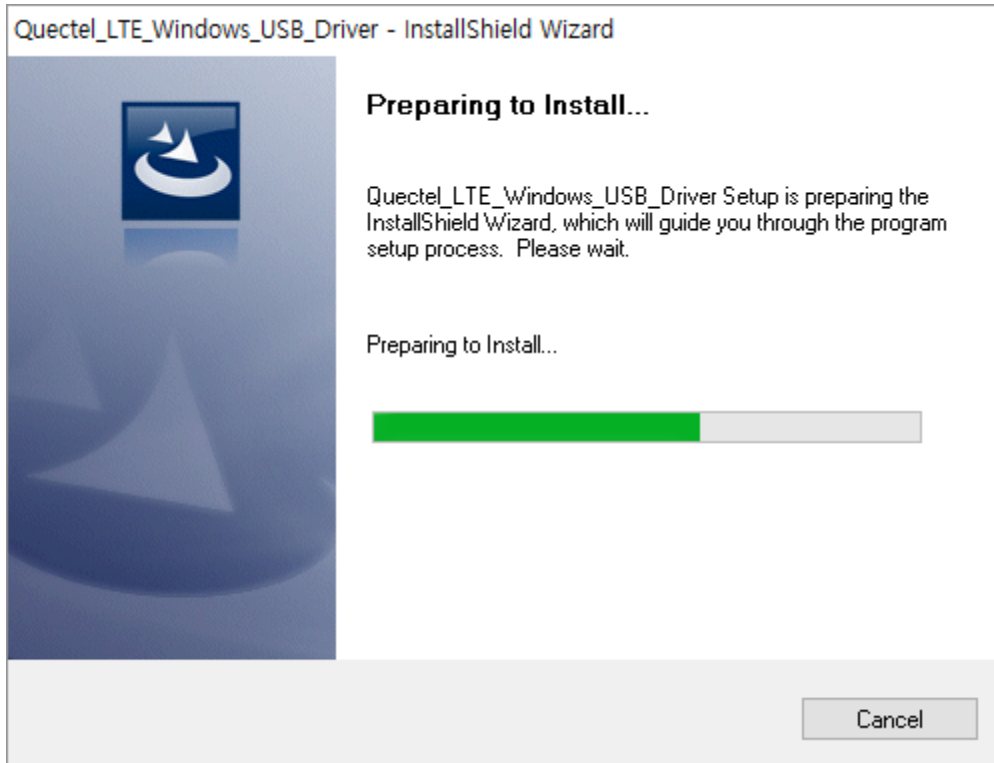 Quectel_LTE_Windows_USB_Driver - InstallShield Wizard
Preparing to Install...
Quectel_LTE_Windows_USB_Driver Setup is preparing the
InstallShield Wizard, which will guide you through the program
setup process.  Please wait.
Preparing to Install...
Cancel